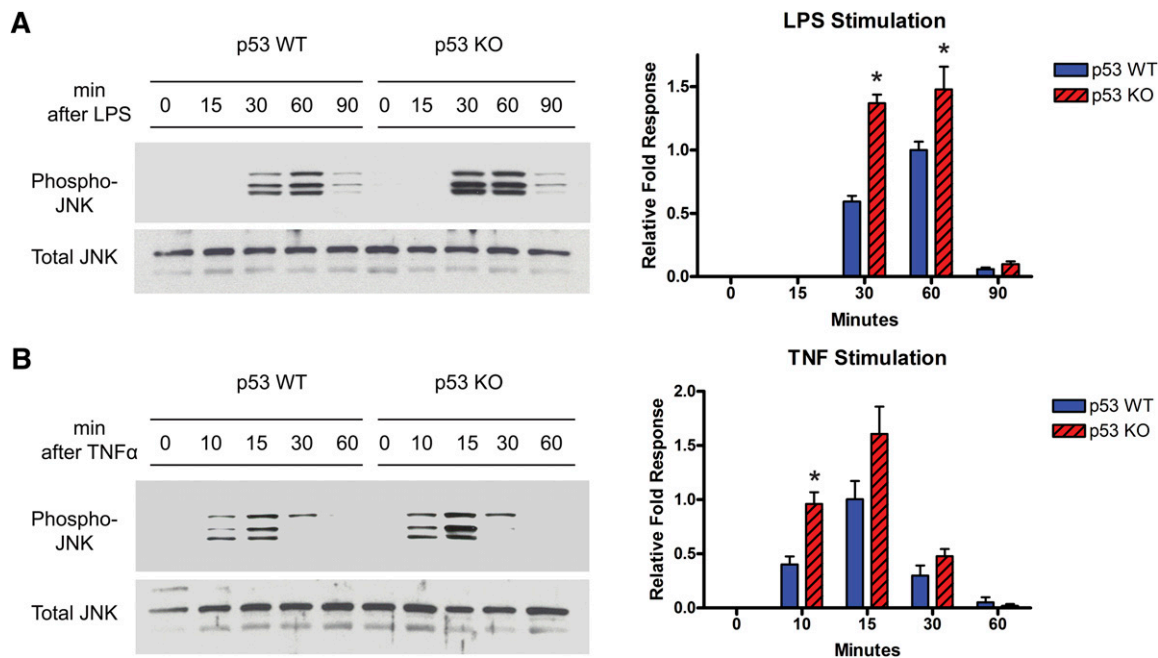 A
p53 WT
p53 KO
min
after LPS
0 15 30 60 90 0 15 30 60 90
Phospho-
JNK
Total JNK
LPS Stimulation
Relative Fold Response
1.5
1.0
0.5
0.0
* *
0 15 30 60 90
Minutes
p53 WT
p53 KO
B
p53 WT
p53 KO
min
after TNFα
0 10 15 30 60 0 10 15 30 60
Phospho-
JNK
Total JNK
TNF Stimulation
Relative Fold Response
2.0
1.5
1.0
0.5
0.0
*
0 10 15 30 60
Minutes
p53 WT
p53 KO